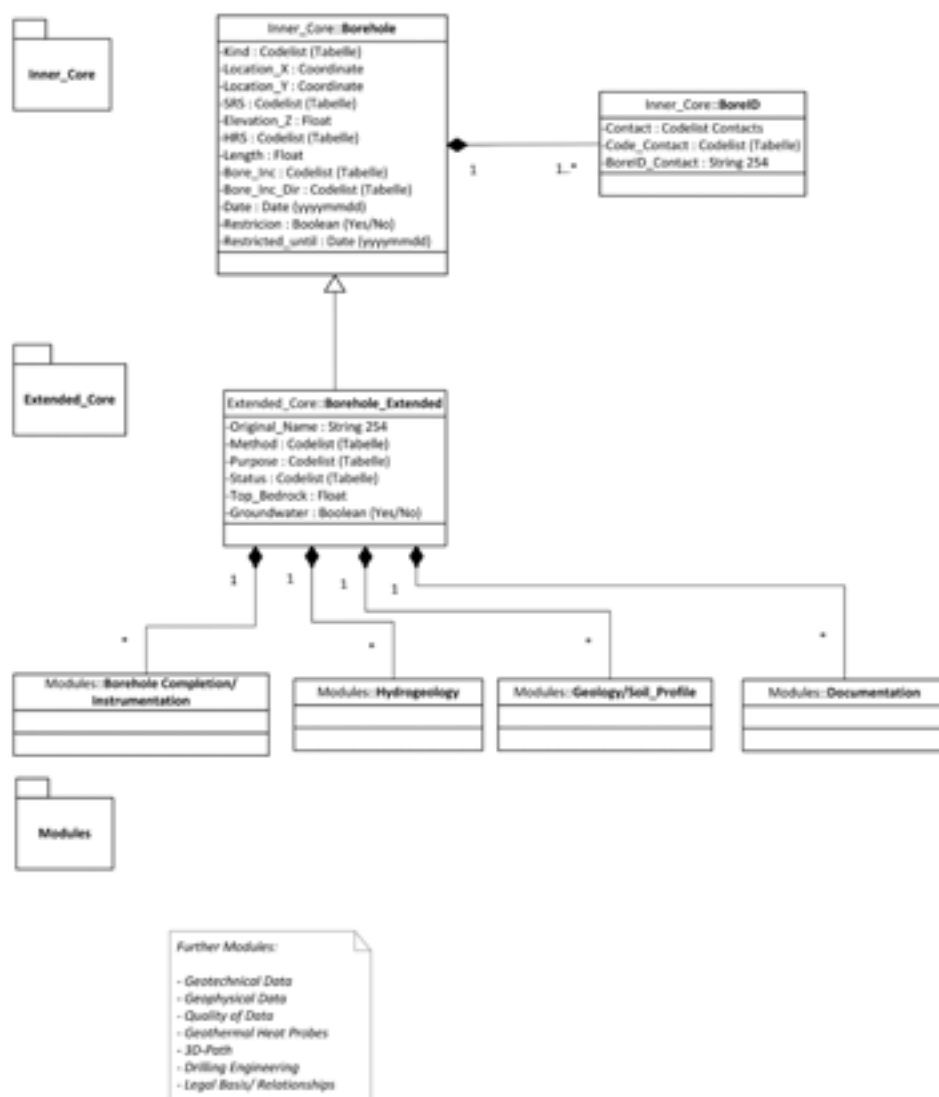 Inner_Core
Inner_Core::Borehole
-Kind : Codelist (Tabelle)
-Location_X : Coordinate
-Location_Y : Coordinate
-SRS : Codelist (Tabelle)
-Elevation_Z : Float
-HRS : Codelist (Tabelle)
-Length : Float
-Bore_Inc : Codelist (Tabelle)
-Bore_Inc_Dir : Codelist (Tabelle)
-Date : Date (yyyymmdd)
-Restricion : Boolean (Yes/No)
-Restricted_until : Date (yyyymmdd)
1
1..*
Inner_Core::BoreID
-Contact : Codelist Contacts
-Code_Contact : Codelist (Tabelle)
-BoreID_Contact : String 254
Extended_Core
Extended_Core::Borehole_Extended
-Original_Name : String 254
-Method : Codelist (Tabelle)
-Purpose : Codelist (Tabelle)
-Status : Codelist (Tabelle)
-Top_Bedrock : Float
-Groundwater : Boolean (Yes/No)
1
1
1
1
*
*
*
*
Modules::Borehole Completion/
Instrumentation
Modules::Hydrogeology
Modules::Geology/Soil_Profile
Modules::Documentation
Modules
Further Modules:
- Geotechnical Data
- Geophysical Data
- Quality of Data
- Geothermal Heat Probes
- 3D-Path
- Drilling Engineering
- Legal Basis/ Relationships